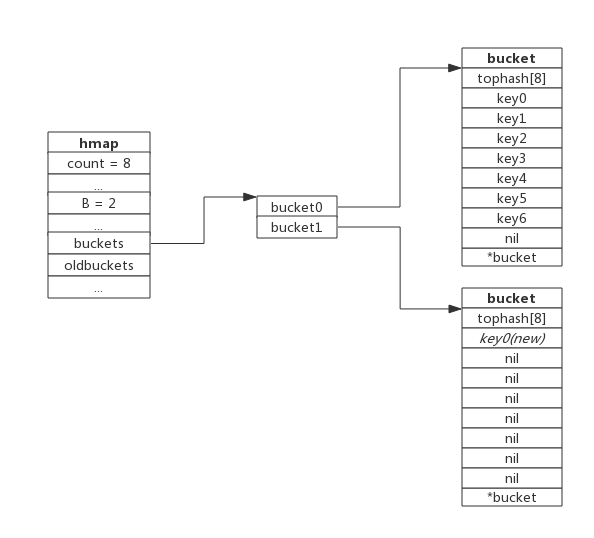 hmap
count = 8
...
B = 2
...
buckets
oldbuckets
...
bucket0
bucket1
bucket
tophash[8]
key0
key1
key2
key3
key4
key5
key6
nil
*bucket
bucket
tophash[8]
key0(new)
nil
nil
nil
nil
nil
nil
nil
*bucket